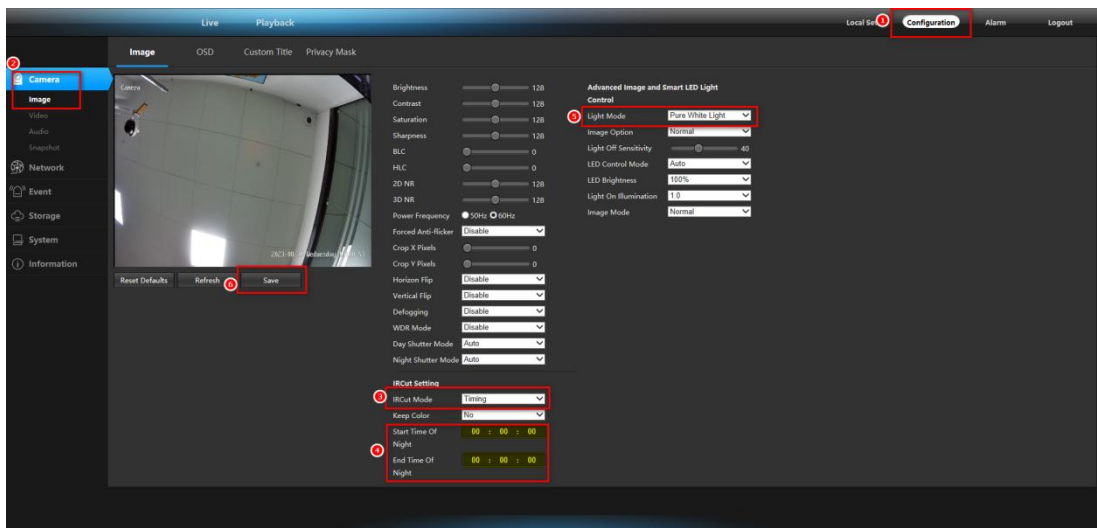 Live Playback Local Se 1 Configuration Alarm Logout
Image OSD Custom Title Privacy Mask
2
Camera
Image
Video
Audio
Snapshot
Network
Event
Storage
System
Information
Camera
Reset Defaults Refresh 6 Save
Brightness 128
Contrast 128
Saturation 128
Sharpness 128
BLC 0
HLC 0
2D NR 128
3D NR 128
Power Frequency 50Hz 60Hz
Forced Anti-flicker Disable
Crop X Pixels 0
Crop Y Pixels 0
Horizon Flip Disable
Vertical Flip Disable
Defogging Disable
WDR Mode Disable
Day Shutter Mode Auto
Night Shutter Mode Auto
IRCut Setting
3 IRCut Mode Timing
Keep Color No
Start Time Of 00 : 00 : 00
Night
4
End Time Of 00 : 00 : 00
Night
Advanced Image and Smart LED Light
Control
5 Light Mode Pure White Light
Image Option Normal
Light Off Sensitivity 40
LED Control Mode Auto
LED Brightness 100%
Light On Illumination 1.0
Image Mode Normal